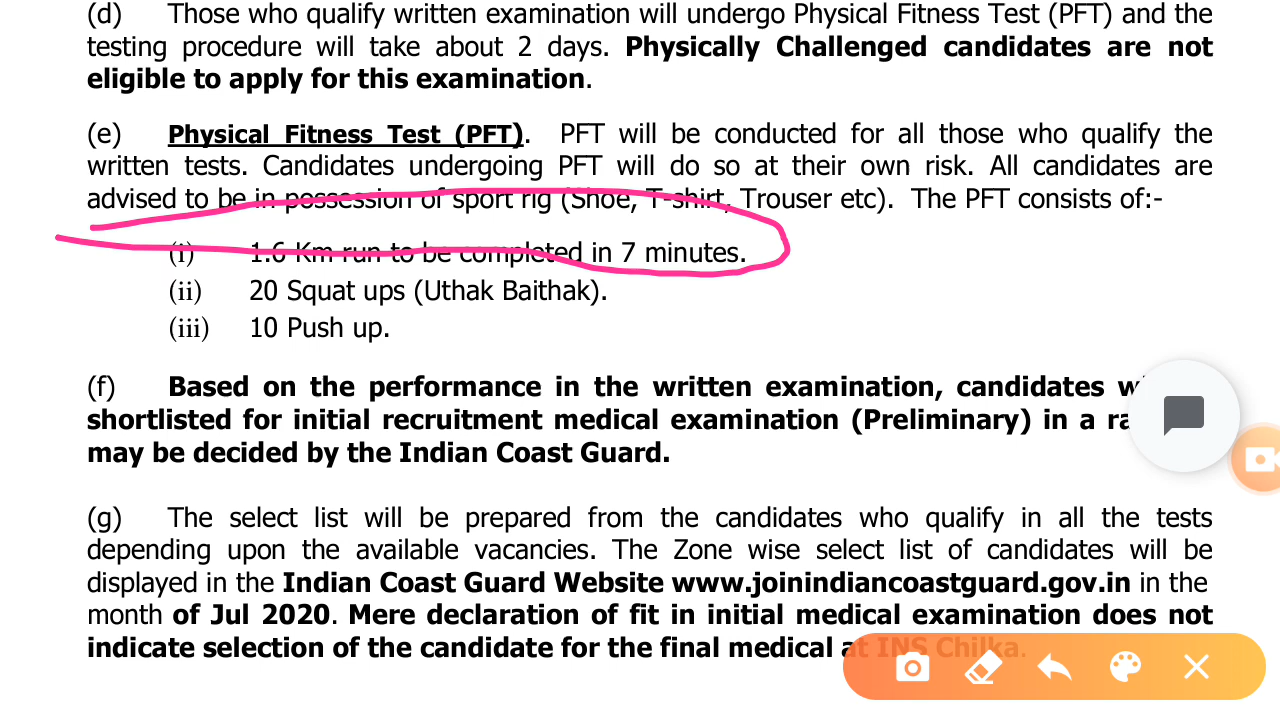 (d) Those who qualify written examination will undergo Physical Fitness Test (PFT) and the
testing procedure will take about 2 days. Physically Challenged candidates are not
eligible to apply for this examination.
(e) Physical Fitness Test (PFT). PFT will be conducted for all those who qualify the
written tests. Candidates undergoing PFT will do so at their own risk. All candidates are
advised to be in possession of sport rig (Shoe, T-shirt, Trouser etc). The PFT consists of:-
(i) 1.6 Km run to be completed in 7 minutes.
(ii) 20 Squat ups (Uthak Baithak).
(iii) 10 Push up.
(f) Based on the performance in the written examination, candidates
shortlisted for initial recruitment medical examination (Preliminary) in a
may be decided by the Indian Coast Guard.
(g) The select list will be prepared from the candidates who qualify in all the tests
depending upon the available vacancies. The Zone wise select list of candidates will be
displayed in the Indian Coast Guard Website www.joinindiancoastguard.gov.in in the
month of Jul 2020. Mere declaration of fit in initial medical examination does not
indicate selection of the candidate for the final medical at INS Chilka.